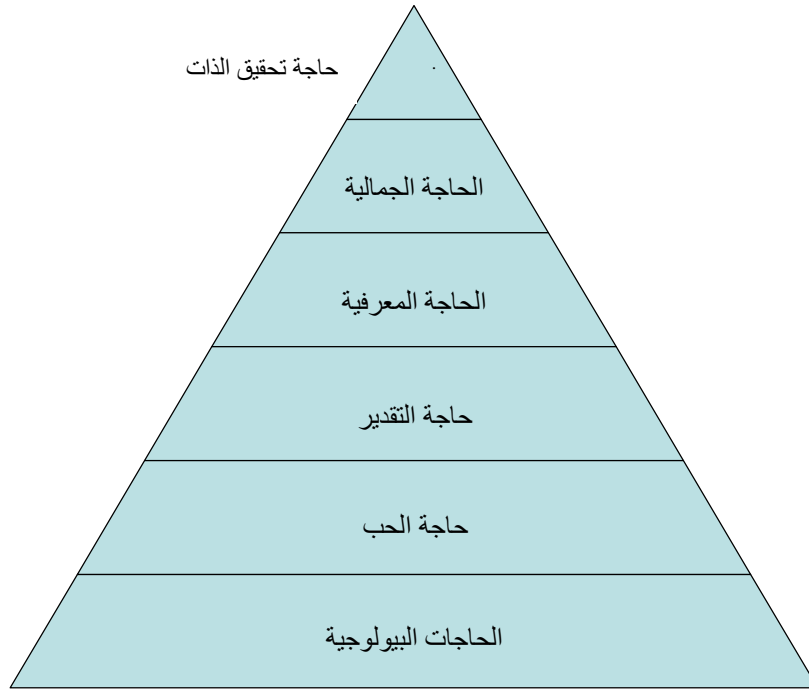 حاجة تحقيق الذات
الحاجة الجمالية
الحاجة المعرفية
حاجة التقدير
حاجة الحب
الحاجات البيولوجية